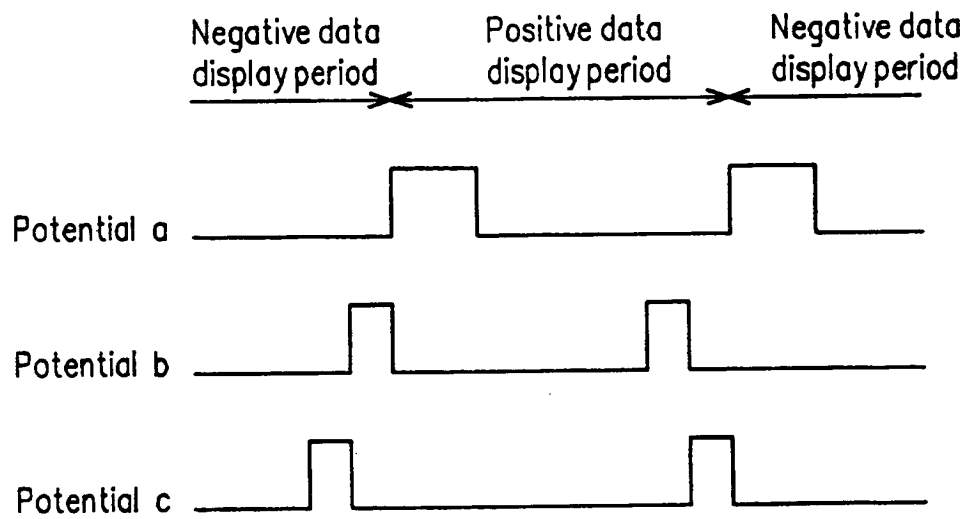 Negative data
display period
Positive data
display period
Negative data
display period
Potential a
Potential b
Potential c